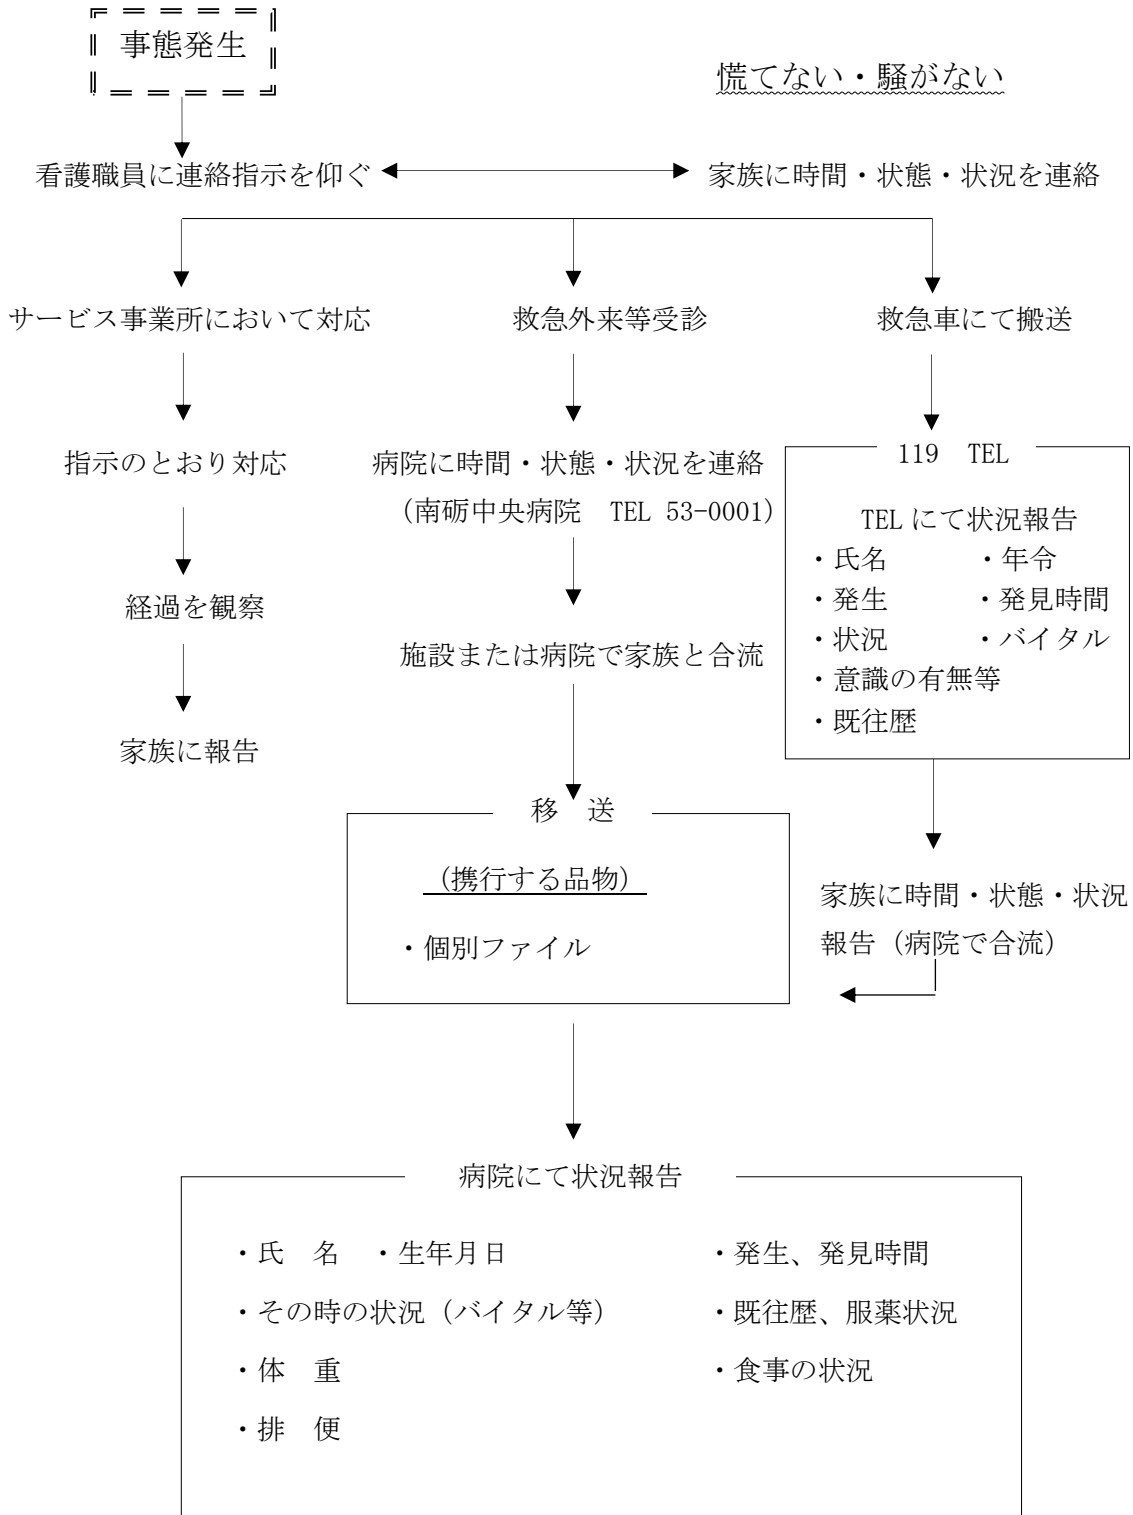 事態発生
慌てない・騒がない
看護職員に連絡指示を仰ぐ
家族に時間・状態・状況を連絡
サービス事業所において対応
救急外来等受診
救急車にて搬送
指示のとおり対応
病院に時間・状態・状況を連絡
(南砺中央病院　TEL 53-0001)
119　TEL
TEL にて状況報告
・氏名　　　・年令
・発生　　　・発見時間
・状況　　　・バイタル
・意識の有無等
・既往歴
経過を観察
施設または病院で家族と合流
家族に報告
移　送
(携行する品物)
・個別ファイル
家族に時間・状態・状況
報告（病院で合流）
病院にて状況報告
・氏　名　・生年月日
・発生、発見時間
・その時の状況（バイタル等）
・既往歴、服薬状況
・体　重
・食事の状況
・排　便